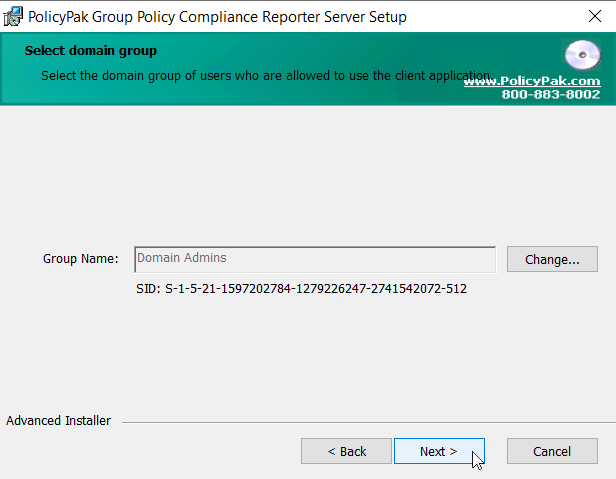 PolicyPak Group Policy Compliance Reporter Server Setup
Select domain group
Select the domain group of users who are allowed to use the client application.
www.PolicyPak.com
800-883-8002
Group Name:
Domain Admins
Change...
SID: S-1-5-21-1597202784-1279226247-2741542072-512
Advanced Installer
< Back
Next >
Cancel